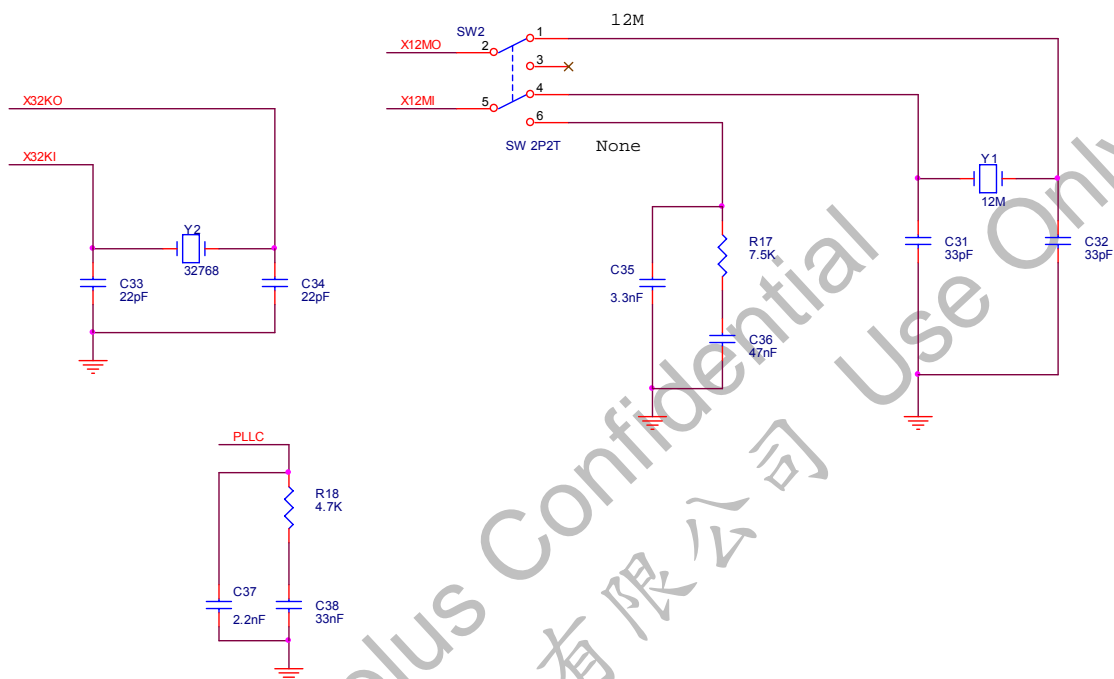 12M
SW2
X12MO
2
1
3
X12MI
5
4
6
SW 2P2T
None
X32KO
X32KI
Y2
32768
C33
22pF
C34
22pF
Y1
12M
C31
33pF
C32
33pF
R17
7.5K
C35
3.3nF
C36
47nF
PLLC
R18
4.7K
C37
2.2nF
C38
33nF
plus Confidential
有限公司 Use Only